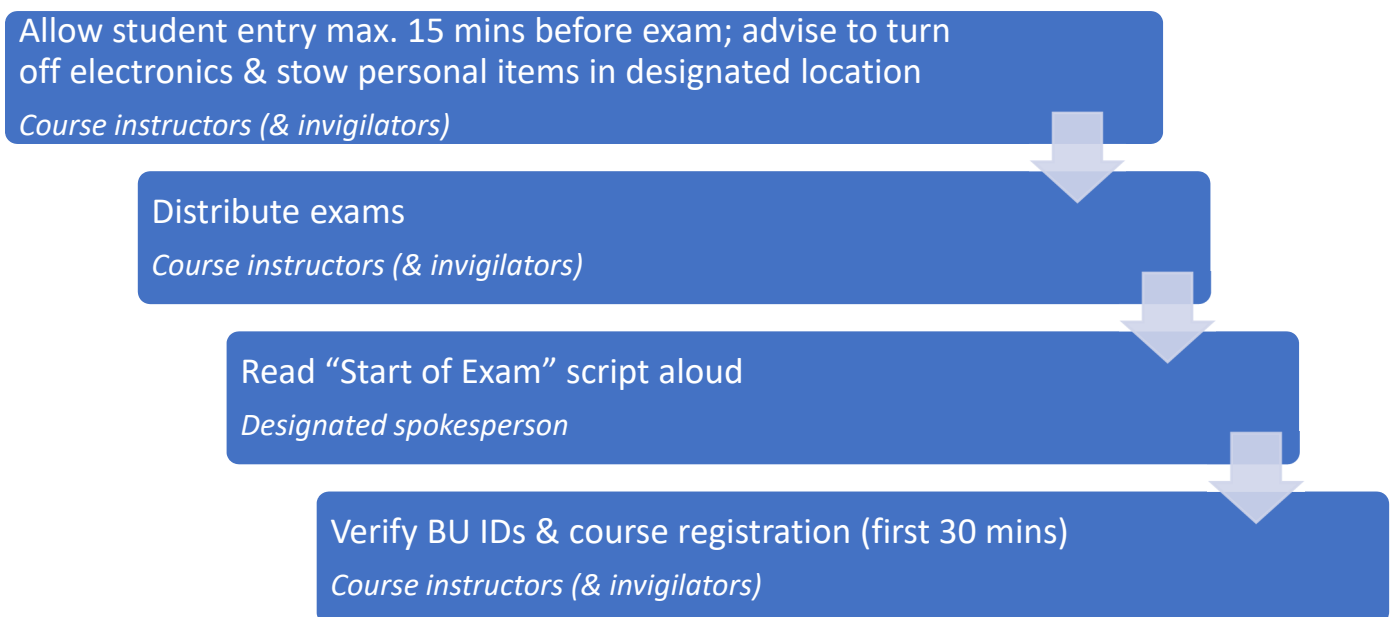 Allow student entry max. 15 mins before exam; advise to turn
off electronics & stow personal items in designated location
Course instructors (& invigilators)
Distribute exams
Course instructors (& invigilators)
Read “Start of Exam” script aloud
Designated spokesperson
Verify BU IDs & course registration (first 30 mins)
Course instructors (& invigilators)